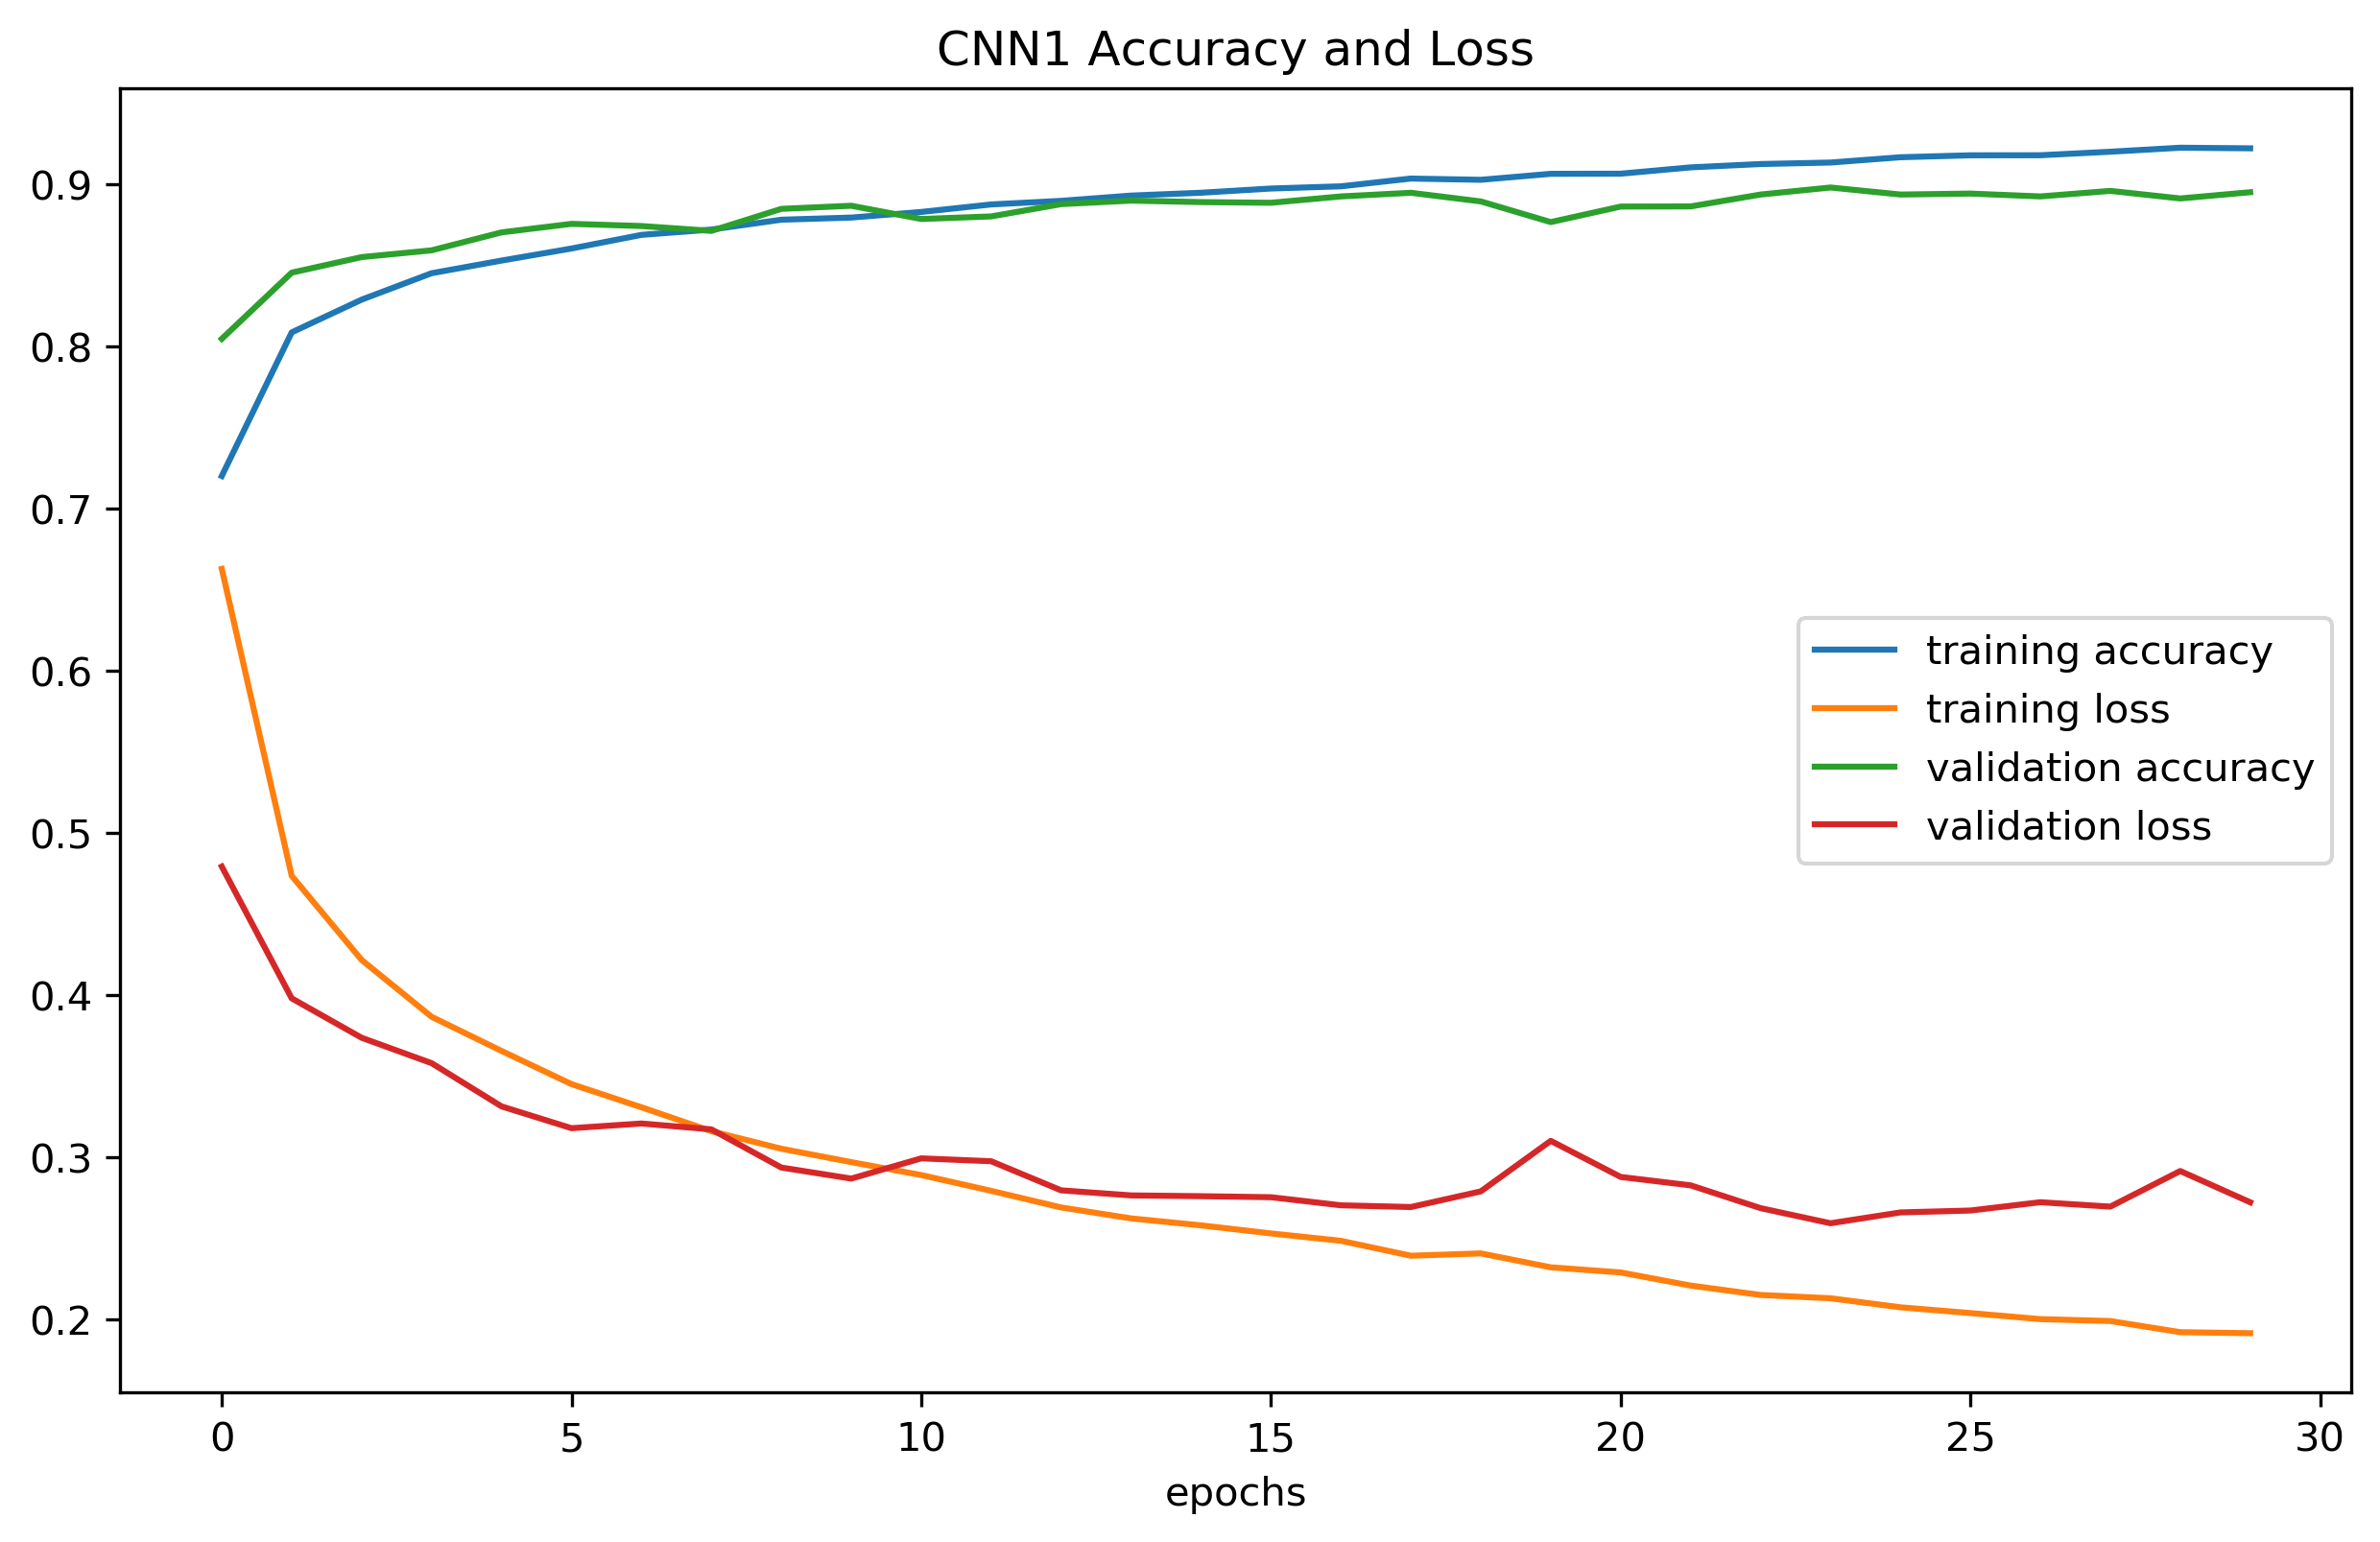 CNN1 Accuracy and Loss
0.9
0.8
0.7
0.6
0.5
0.4
0.3
0.2
training accuracy
training loss
validation accuracy
validation loss
0 5 10 15 20 25 30
epochs